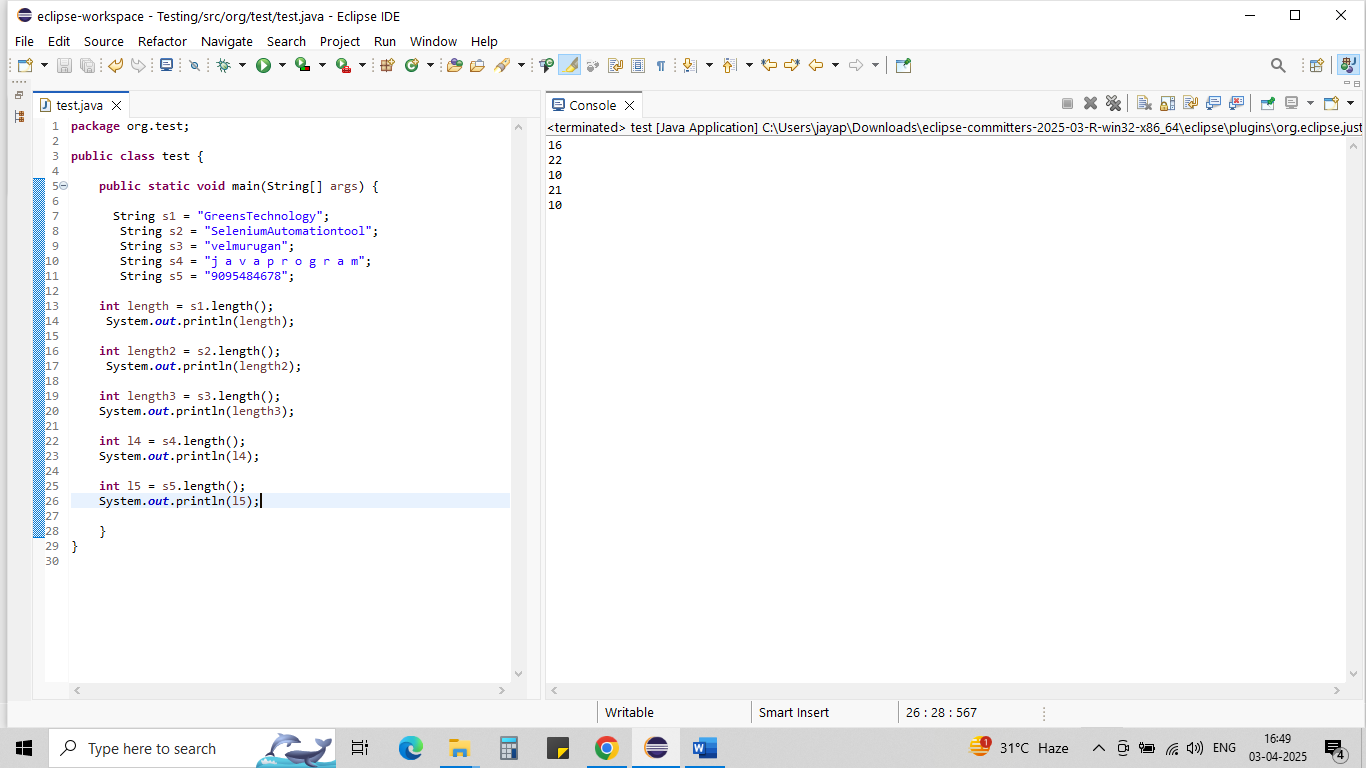 eclipse-workspace - Testing/src/org/test/test.java - Eclipse IDE
File Edit Source Refactor Navigate Search Project Run Window Help
test.java
1 package org.test;
2
3 public class test {
4
5 public static void main(String[] args) {
6
7 String s1 = "GreensTechnology";
8 String s2 = "SeleniumAutomationtool";
9 String s3 = "velmurugan";
10 String s4 = "j a v a p r o g r a m";
11 String s5 = "9095484678";
12
13 int length = s1.length();
14 System.out.println(length);
15
16 int length2 = s2.length();
17 System.out.println(length2);
18
19 int length3 = s3.length();
20 System.out.println(length3);
21
22 int l4 = s4.length();
23 System.out.println(l4);
24
25 int l5 = s5.length();
26 System.out.println(l5);
27
28 }
29 }
30
Console
<terminated> test [Java Application] C:\Users\jayap\Downloads\eclipse-committers-2025-03-R-win32-x86_64\eclipse\plugins\org.eclipse.just
16
22
10
21
10
Writable Smart Insert 26 : 28 : 567
Type here to search
1
31°C Haze
ENG
16:49
03-04-2025
4